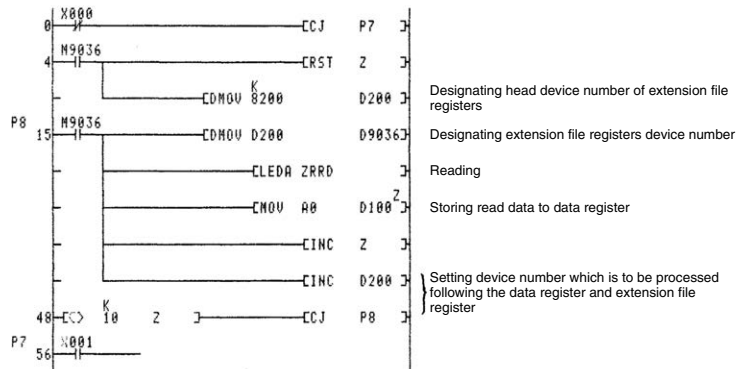 X000
0 [CJ P7 ]
M9036
4 [RST Z ]
K
[DMOV 8200 D200 ]
Designating head device number of extension file
registers
P8
M9036
15 [DMOV D200 D9036]
Designating extension file registers device number
[LEDA ZRRD ]
Reading
Z
[MOV A0 D100 ]
Storing read data to data register
[INC Z ]
[INC D200 ]
Setting device number which is to be processed
following the data register and extension file
register
K
48 [<> 10 Z ] [CJ P8 ]
P7
X001
56